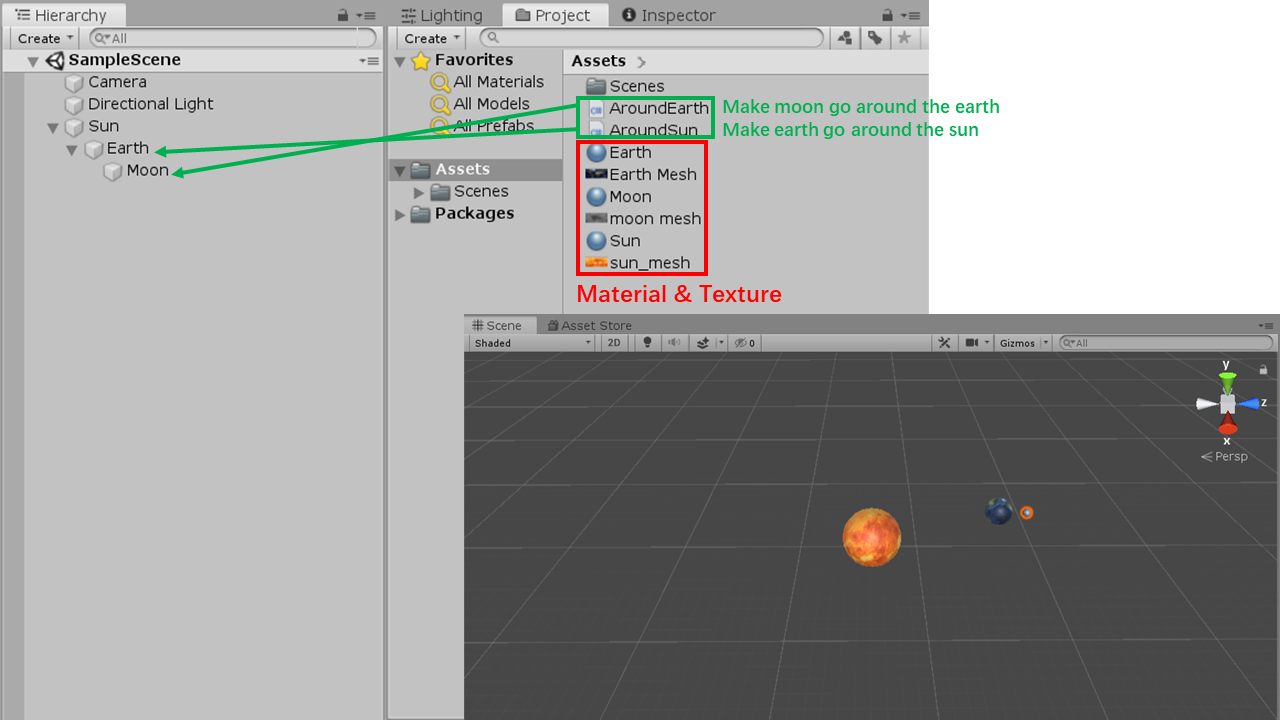 Hierarchy
Create
All
SampleScene
Camera
Directional Light
Sun
Earth
Moon
Lighting
Project
Inspector
Create
Favorites
All Materials
All Models
All Prefabs
Assets
Scenes
Packages
Assets
Scenes
AroundEarth
AroundSun
Earth
Earth Mesh
Moon
moon mesh
Sun
sun_mesh
Make moon go around the earth
Make earth go around the sun
Material & Texture
Scene
Asset Store
Shaded
2D
0
Gizmos
All
y
z
x
Persp